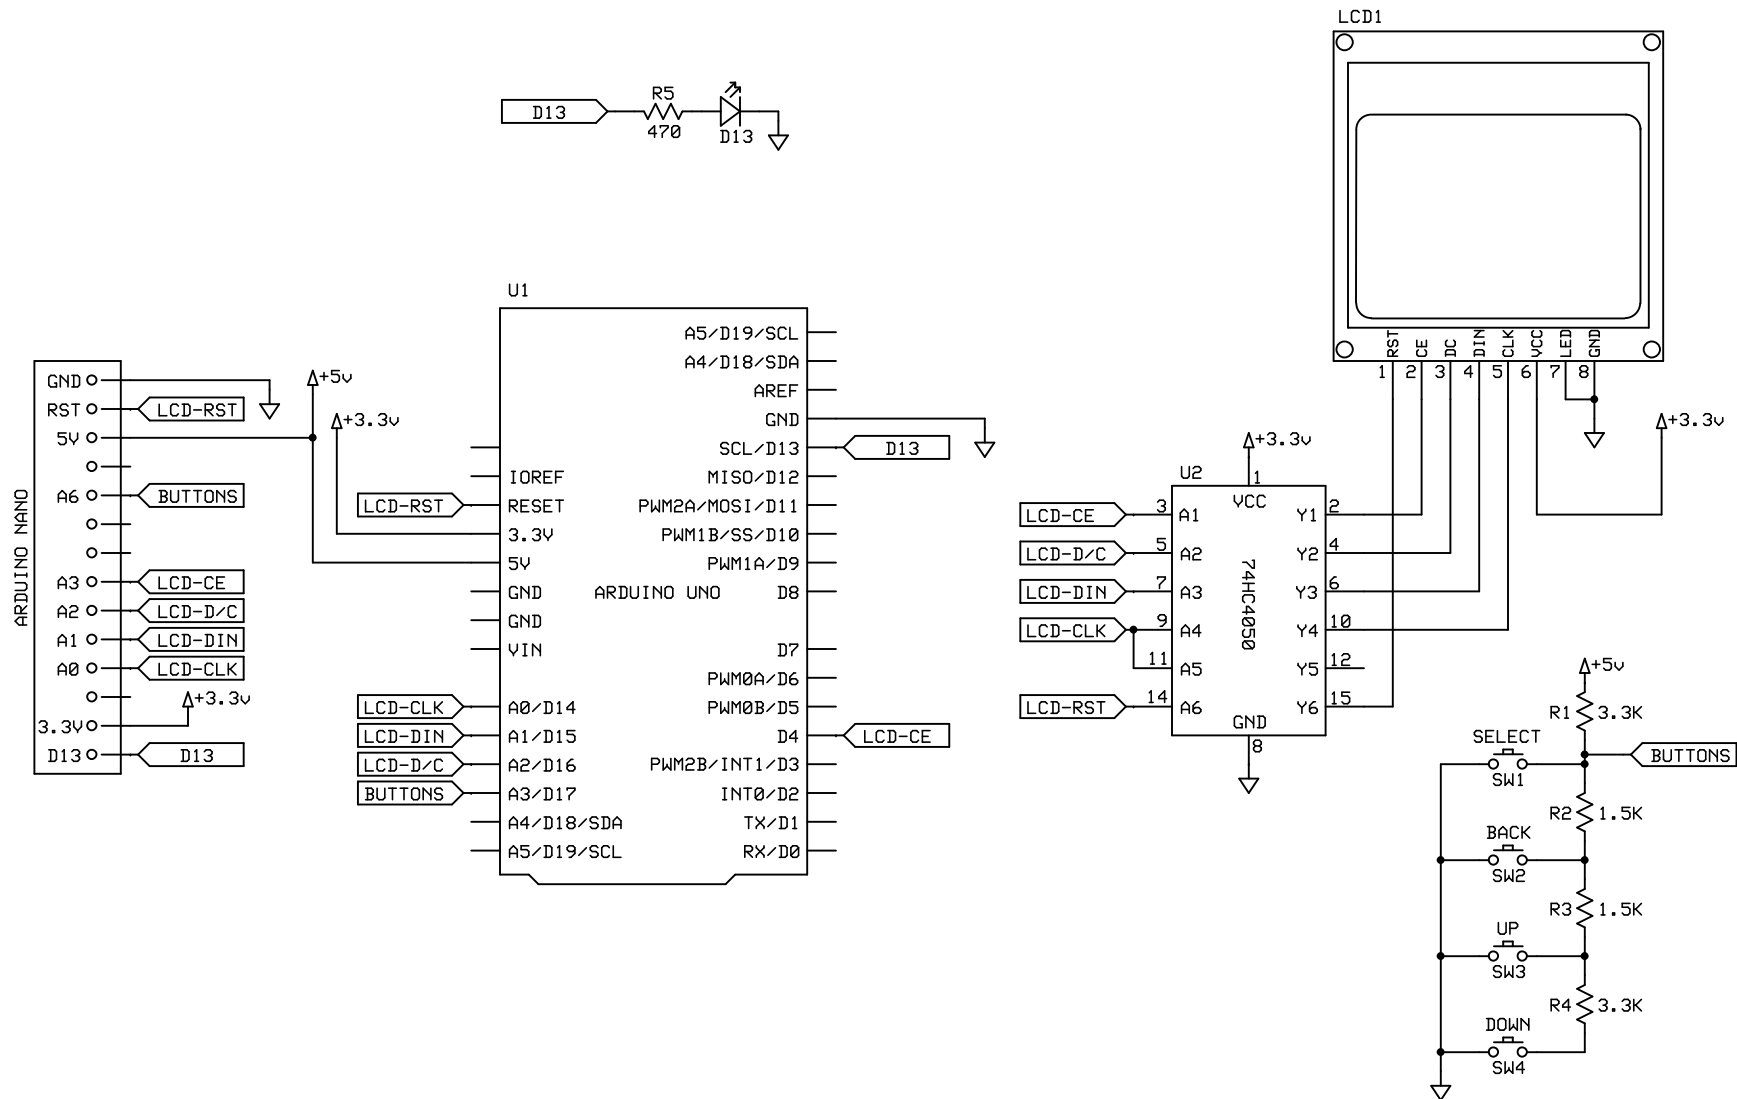 LCD1
R5
D13
470
D13
U1
A5/D19/SCL
A4/D18/SDA
AREF
GND
SCL/D13
D13
MISO/D12
PWM2A/MOSI/D11
PWM1B/SS/D10
PWM1A/D9
D8
D7
PWM0A/D6
PWM0B/D5
D4
LCD-CE
PWM2B/INT1/D3
INT0/D2
TX/D1
RX/D0
IOREF
LCD-RST
RESET
+3.3v
3.3V
+5v
5V
GND
ARDUINO UNO
GND
VIN
LCD-CLK
A0/D14
LCD-DIN
A1/D15
LCD-D/C
A2/D16
BUTTONS
A3/D17
A4/D18/SDA
A5/D19/SCL
ARDUINO NANO
GND
RST
LCD-RST
5V
A6
BUTTONS
A3
LCD-CE
A2
LCD-D/C
A1
LCD-DIN
A0
LCD-CLK
+3.3v
3.3V
D13
D13
RST
CE
DC
DIN
CLK
VCC
LED
GND
1
2
3
4
5
6
7
8
+3.3v
+3.3v
U2
1
VCC
74HC4050
LCD-CE
3
A1
Y1
2
LCD-D/C
5
A2
Y2
4
LCD-DIN
7
A3
Y3
6
LCD-CLK
9
A4
Y4
10
11
A5
Y5
12
LCD-RST
14
A6
Y6
15
GND
8
+5v
R1
3.3K
BUTTONS
SELECT
SW1
R2
1.5K
BACK
SW2
R3
1.5K
UP
SW3
R4
3.3K
DOWN
SW4